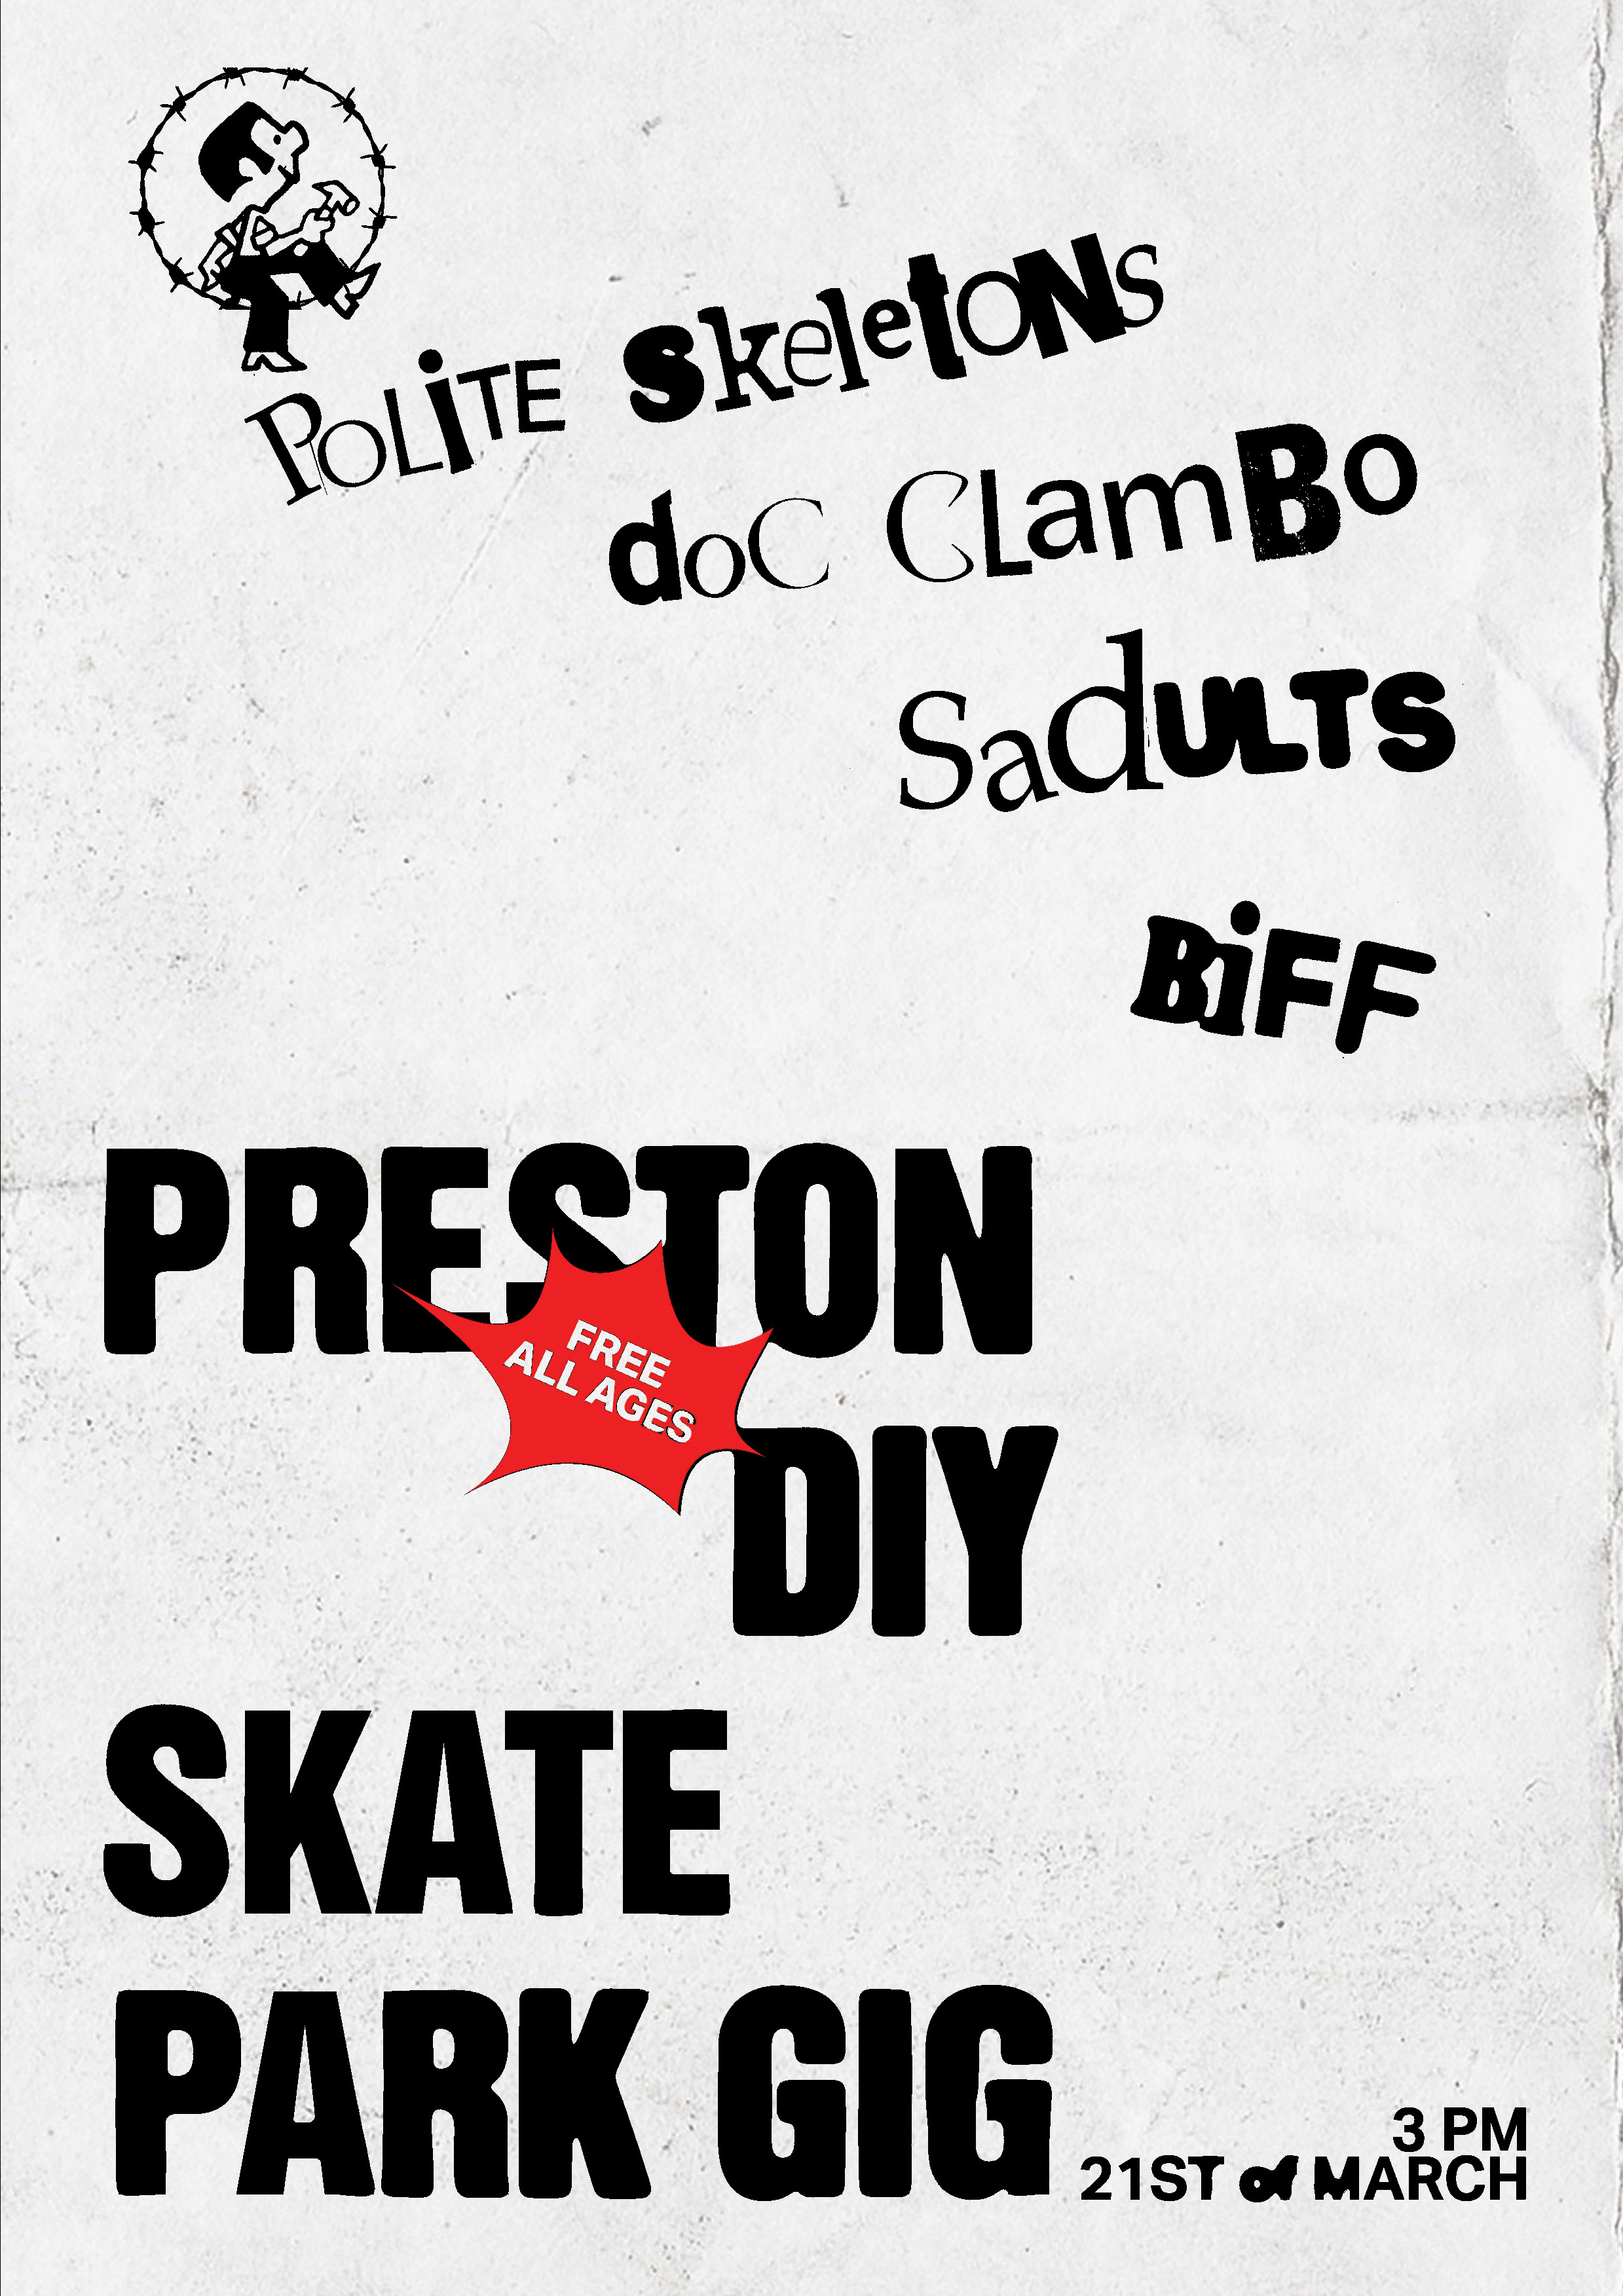 POLiTE skeletONs
doC CLamBo
SadULTS
BiFF
PRESTON
FREE
ALL AGES
DIY
SKATE
PARK GIG
3 PM
21ST of MARCH